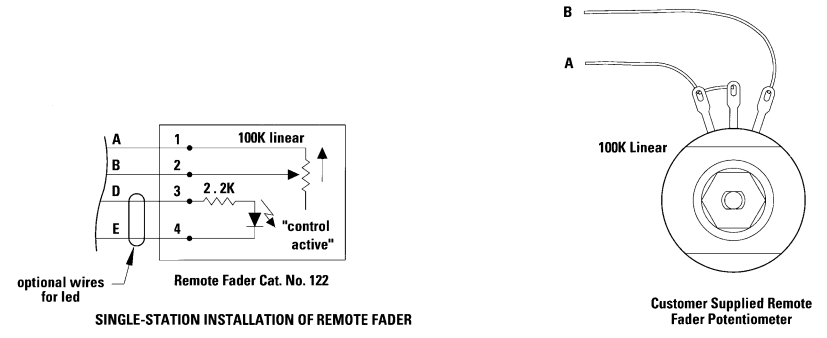 A
B
D
E
1
2
3
4
100K linear
2.2K
"control
active"
optional wires
for led
Remote Fader Cat. No. 122
SINGLE-STATION INSTALLATION OF REMOTE FADER
B
A
100K Linear
Customer Supplied Remote
Fader Potentiometer